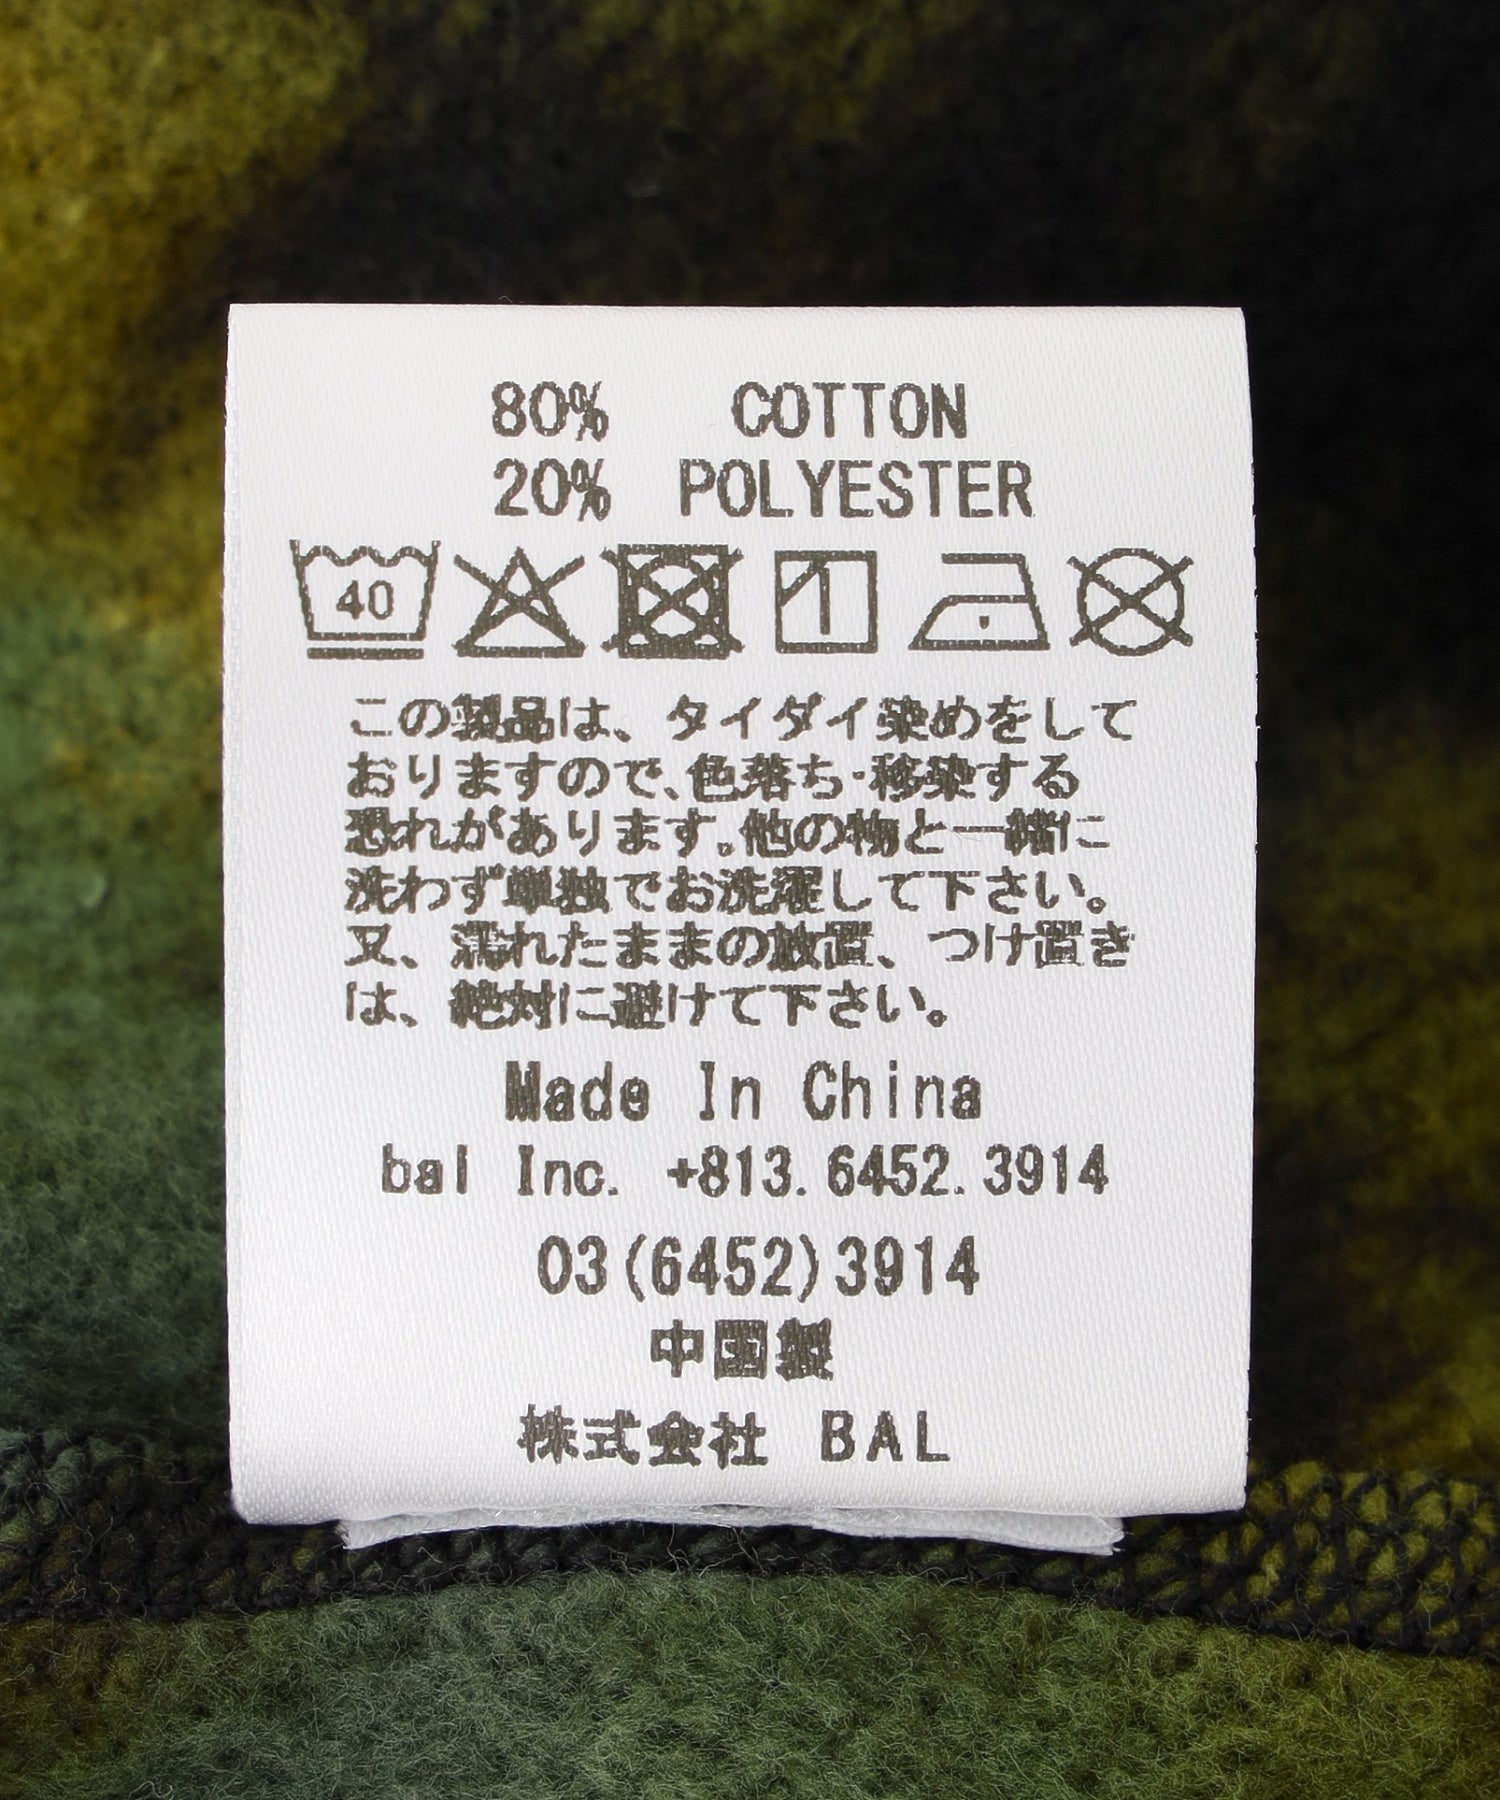 80% COTTON
20% POLYESTER
40
この製品は、タイダイ染めをして
おりますので､色落ち･移染する
恐れがあります｡他の物と一緒に
洗わず単独でお洗濯して下さい。
又、濡れたままの放置、つけ置き
は、絶対に避けて下さい。
Made In China
bal Inc. +813.6452.3914
03(6452)3914
中国製
株式会社 BAL